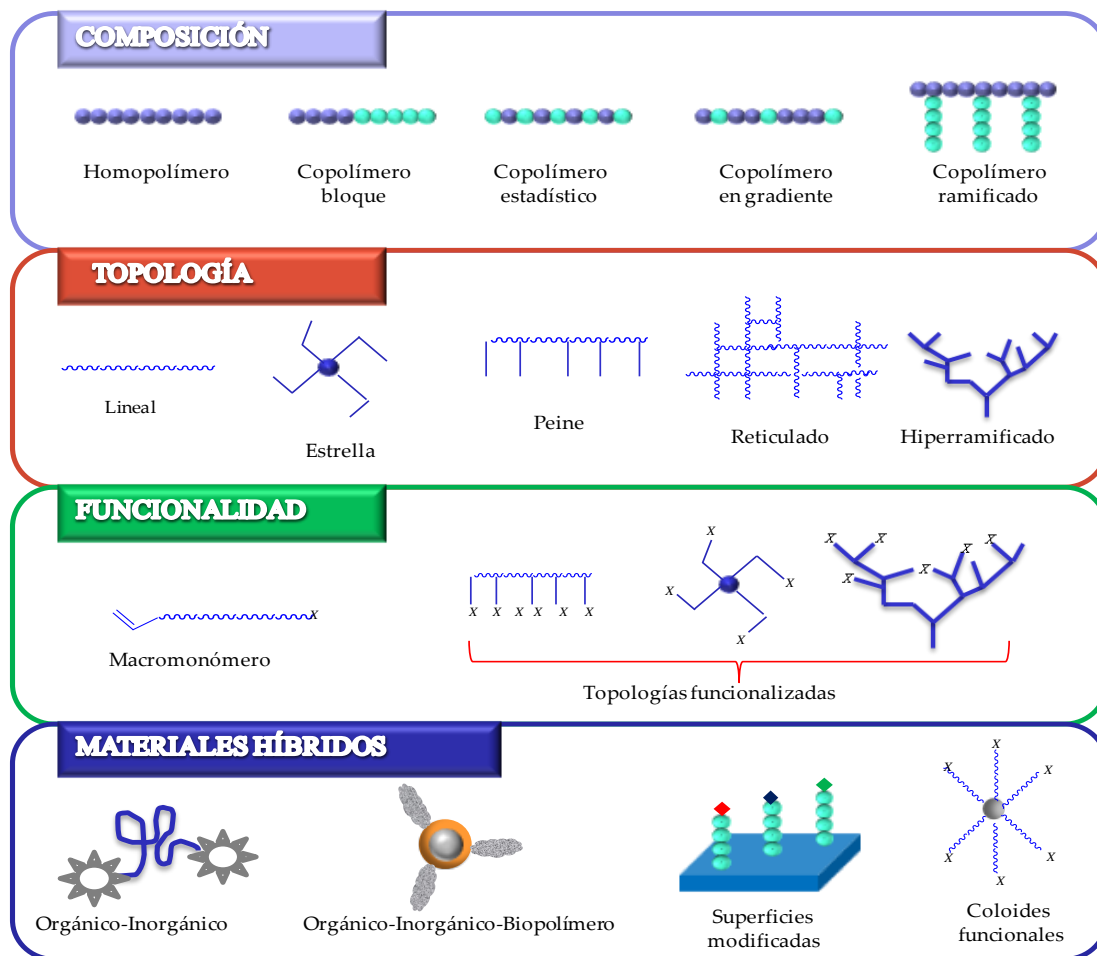 COMPOSICIÓN
Homopolímero
Copolímero
bloque
Copolímero
estadístico
Copolímero
en gradiente
Copolímero
ramificado
TOPOLOGÍA
Lineal
Estrella
Peine
Reticulado
Hiperramificado
FUNCIONALIDAD
X
Macromonómero
X X X X X X
X
X
X
X
X X X X X X
Topologías funcionalizadas
MATERIALES HÍBRIDOS
Orgánico-Inorgánico
Orgánico-Inorgánico-Biopolímero
Superficies
modificadas
X
X X
X X
X
Coloides
funcionales